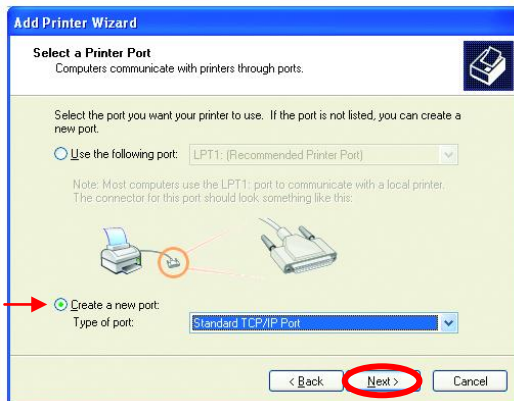 Add Printer Wizard
Select a Printer Port
Computers communicate with printers through ports.
Select the port you want your printer to use. If the port is not listed, you can create a
new port.
Use the following port: LPT1: (Recommended Printer Port)
Note: Most computers use the LPT1: port to communicate with a local printer.
The connector for this port should look something like this:
Create a new port:
Type of port: Standard TCP/IP Port
< Back Next > Cancel